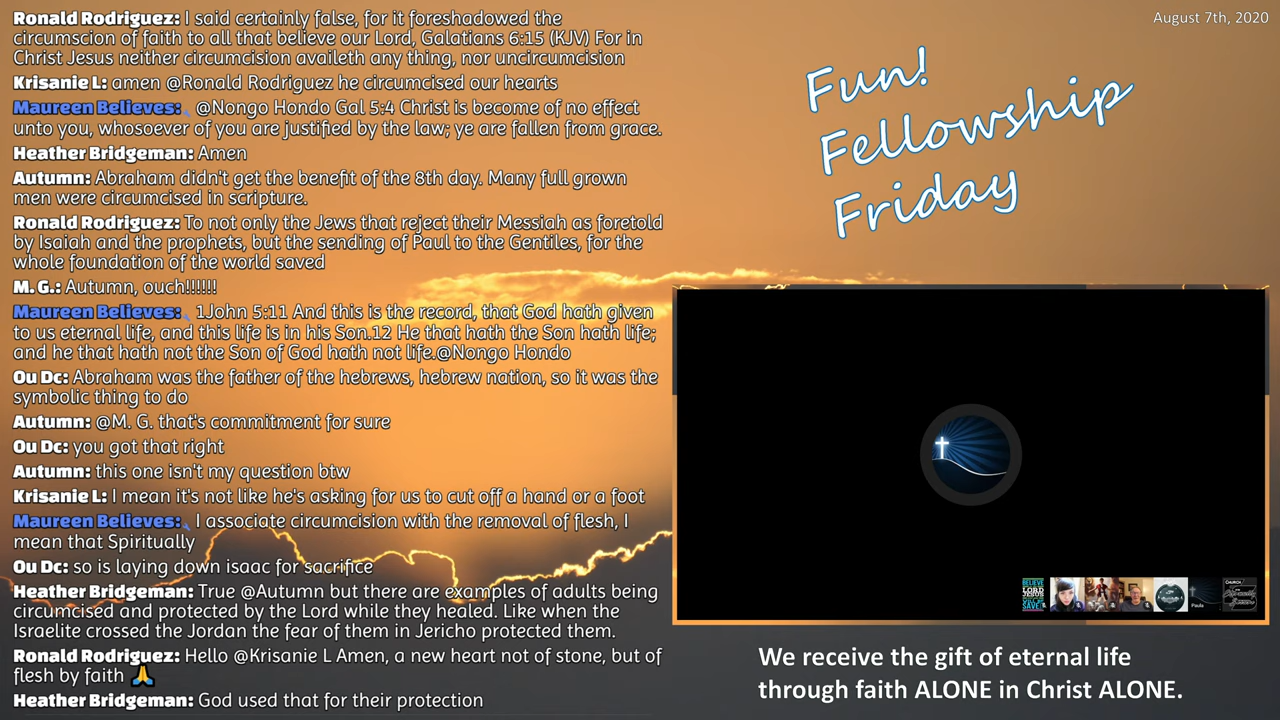 Ronald Rodriguez: I said certainly false, for it foreshadowed the
circumscion of faith to all that believe our Lord, Galatians 6:15 (KJV) For in
Christ Jesus neither circumcision availeth any thing, nor uncircumcision
Krisanie L: amen @Ronald Rodriguez he circumcised our hearts
Maureen Believes: @Nongo Hondo Gal 5:4 Christ is become of no effect
unto you, whosoever of you are justified by the law; ye are fallen from grace.
Heather Bridgeman: Amen
Autumn: Abraham didn't get the benefit of the 8th day. Many full grown
men were circumcised in scripture.
Ronald Rodriguez: To not only the Jews that reject their Messiah as foretold
by Isaiah and the prophets, but the sending of Paul to the Gentiles, for the
whole foundation of the world saved
M. G.: Autumn, ouch!!!!!!
Maureen Believes: 1John 5:11 And this is the record, that God hath given
to us eternal life, and this life is in his Son.12 He that hath the Son hath life;
and he that hath not the Son of God hath not life.@Nongo Hondo
Ou Dc: Abraham was the father of the hebrews, hebrew nation, so it was the
symbolic thing to do
Autumn: @M. G. that's commitment for sure
Ou Dc: you got that right
Autumn: this one isn't my question btw
Krisanie L: I mean it's not like he's asking for us to cut off a hand or a foot
Maureen Believes: I associate circumcision with the removal of flesh, I
mean that Spiritually
Ou Dc: so is laying down isaac for sacrifice
Heather Bridgeman: True @Autumn but there are examples of adults being
circumcised and protected by the Lord while they healed. Like when the
Israelite crossed the Jordan the fear of them in Jericho protected them.
Ronald Rodriguez: Hello @Krisanie L Amen, a new heart not of stone, but of
flesh by faith 🙏
Heather Bridgeman: God used that for their protection
August 7th, 2020
Fun!
Fellowship
Friday
BELIEVE
LORD
JESUS
SAVE!
Paula
CHURCH
We receive the gift of eternal life
through faith ALONE in Christ ALONE.